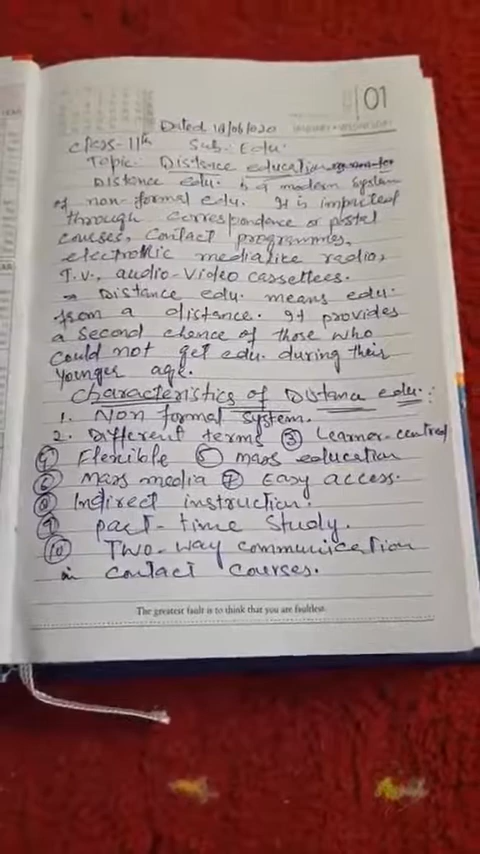 01
Dated 18/06/020
Class-11th Sub. Edu.
Topic. Distance education
Distance edu. is a modern system
of non-formal edu. It is imparted
through correspondence or postal
courses, contact programmes,
electronic media like radio,
T.V., audio-video cassettees.
→ Distance edu. means edu.
from a distance. It provides
a second chence of those who
could not get edu. during their
younger age.
Characteristics of Distance edu.:
1. Non formal system.
2. Different terms ③ Learner-centred
④ Flexible ⑤ mass education
⑥ Mass media ⑦ Easy access.
⑧ Indirect instruction.
⑨ part-time study.
⑩ Two-way communication
in contact courses.
The greatest fault is to think that you are faultless.